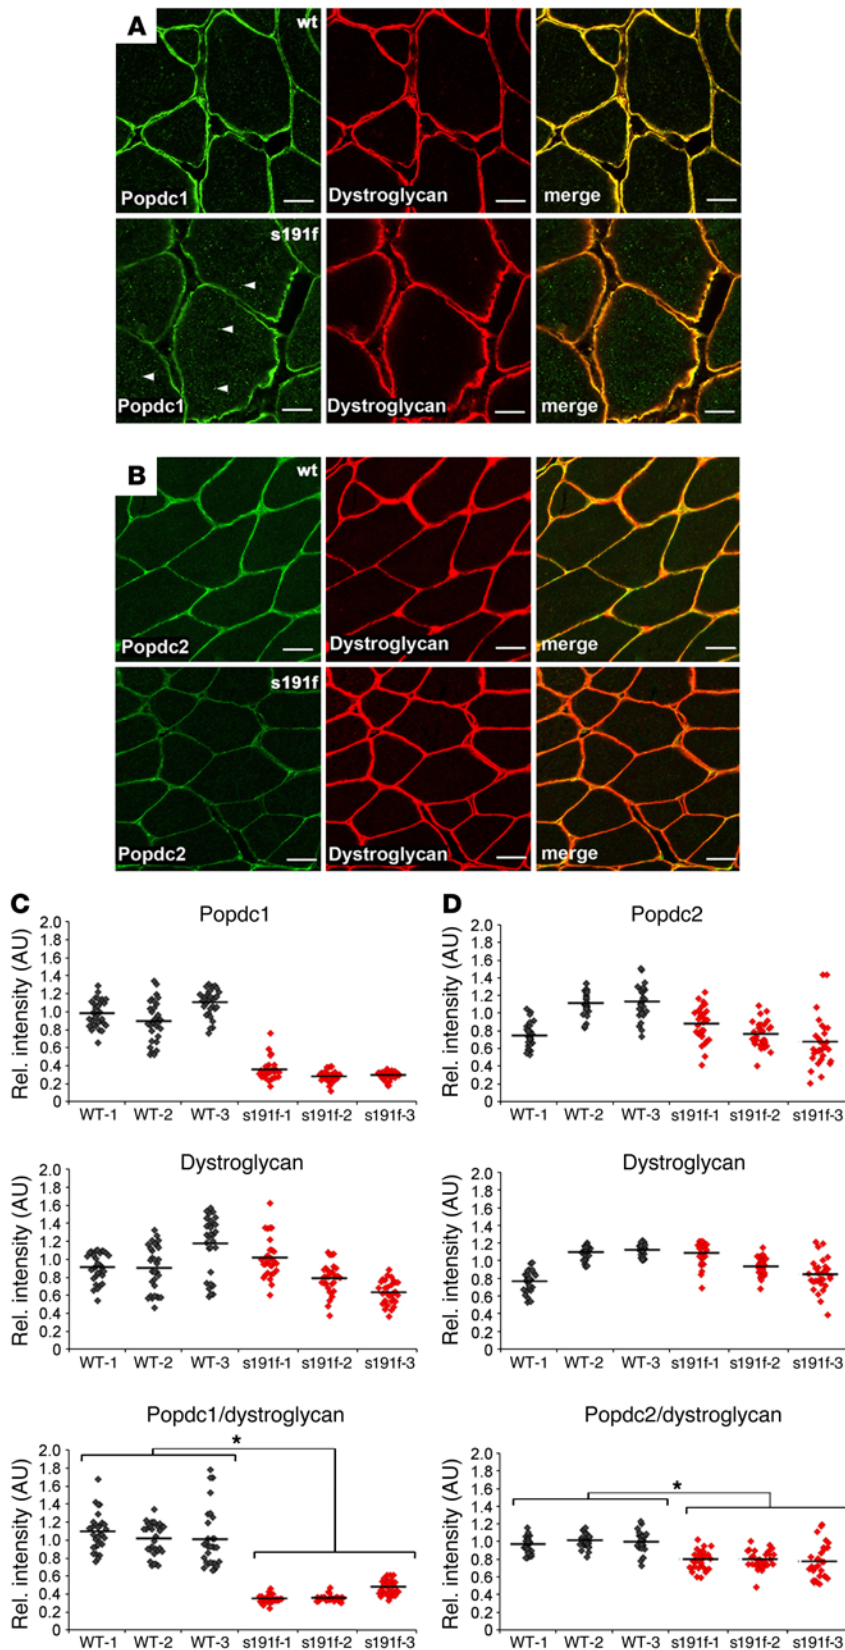 A
wt
Popdc1
Dystroglycan
merge
s191f
Popdc1
Dystroglycan
merge
B
wt
Popdc2
Dystroglycan
merge
s191f
Popdc2
Dystroglycan
merge
C
Popdc1
Rel. intensity (AU)
2.0
1.8
1.6
1.4
1.2
1.0
0.8
0.6
0.4
0.2
0
WT-1 WT-2 WT-3 s191f-1 s191f-2 s191f-3
Dystroglycan
Rel. intensity (AU)
2.0
1.8
1.6
1.4
1.2
1.0
0.8
0.6
0.4
0.2
0
WT-1 WT-2 WT-3 s191f-1 s191f-2 s191f-3
Popdc1/dystroglycan
*
Rel. intensity (AU)
2.0
1.8
1.6
1.4
1.2
1.0
0.8
0.6
0.4
0.2
0
WT-1 WT-2 WT-3 s191f-1 s191f-2 s191f-3
D
Popdc2
Rel. intensity (AU)
2.0
1.8
1.6
1.4
1.2
1.0
0.8
0.6
0.4
0.2
0
WT-1 WT-2 WT-3 s191f-1 s191f-2 s191f-3
Dystroglycan
Rel. intensity (AU)
2.0
1.8
1.6
1.4
1.2
1.0
0.8
0.6
0.4
0.2
0
WT-1 WT-2 WT-3 s191f-1 s191f-2 s191f-3
Popdc2/dystroglycan
*
Rel. intensity (AU)
2.0
1.8
1.6
1.4
1.2
1.0
0.8
0.6
0.4
0.2
0
WT-1 WT-2 WT-3 s191f-1 s191f-2 s191f-3